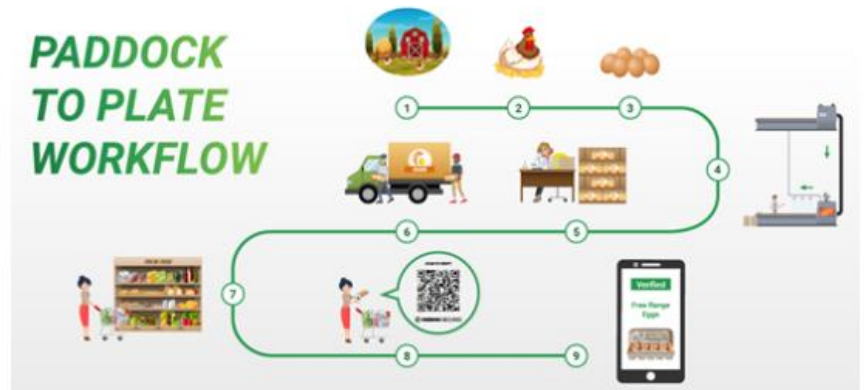 PADDOCK
TO PLATE
WORKFLOW
1
2
3
4
5
6
7
8
9
Verified
Free Range
Eggs